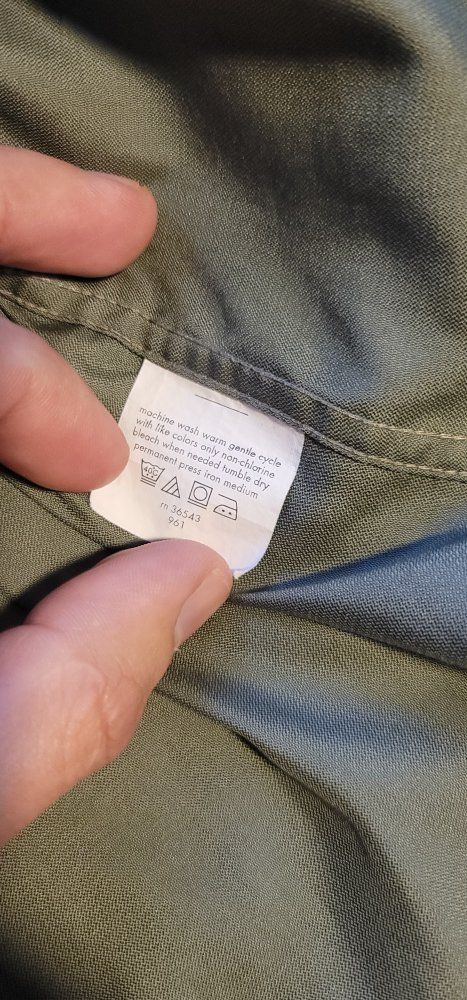 machine wash warm gentle cycle
with like colors only non-chlorine
bleach when needed tumble dry
permanent press iron medium
40C
rn 36543
961